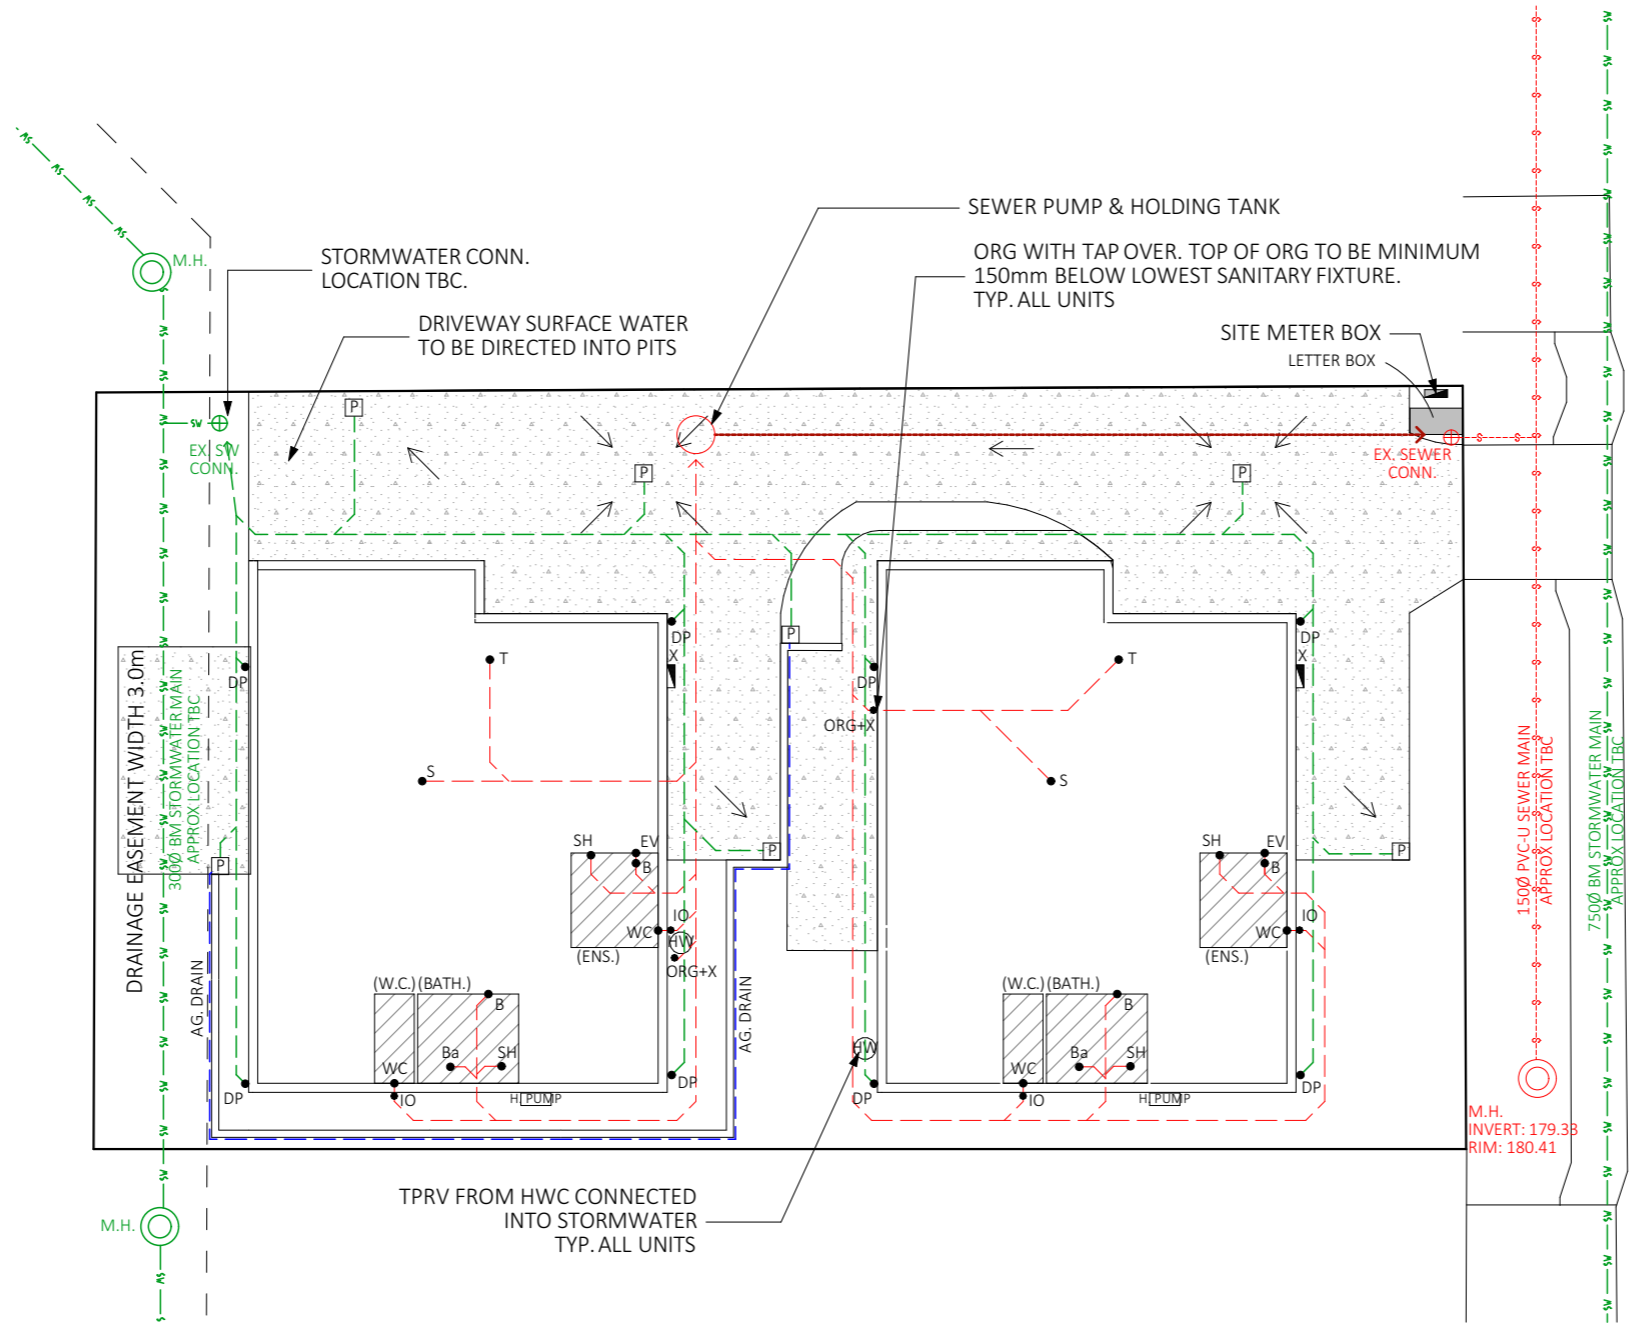 SEWER PUMP & HOLDING TANK
ORG WITH TAP OVER. TOP OF ORG TO BE MINIMUM
150mm BELOW LOWEST SANITARY FIXTURE.
TYP. ALL UNITS
M.H.
STORMWATER CONN.
LOCATION TBC.
DRIVEWAY SURFACE WATER
TO BE DIRECTED INTO PITS
SITE METER BOX
LETTER BOX
P
SW
EX. SW
CONN.
P
P
EX. SEWER
CONN.
DP
P
DP
T
X
T
X
DP
DP
ORG+X
S
S
DRAINAGE EASEMENT WIDTH 3.0m
300Ø BM STORMWATER MAIN
APPROX LOCATION TBC
150Ø PVC-U SEWER MAIN
APPROX LOCATION TBC
750Ø BM STORMWATER MAIN
APPROX LOCATION TBC
P
SH
EV
B
P
SH
EV
B
P
IO
WC
HW
(ENS.)
ORG+X
IO
WC
(ENS.)
AG. DRAIN
AG. DRAIN
(W.C.) (BATH.)
B
(W.C.) (BATH.)
B
HW
Ba
SH
WC
Ba
SH
WC
DP
IO
H. PUMP
DP
DP
IO
H. PUMP
DP
M.H.
INVERT: 179.33
RIM: 180.41
TPRV FROM HWC CONNECTED
INTO STORMWATER
TYP. ALL UNITS
M.H.